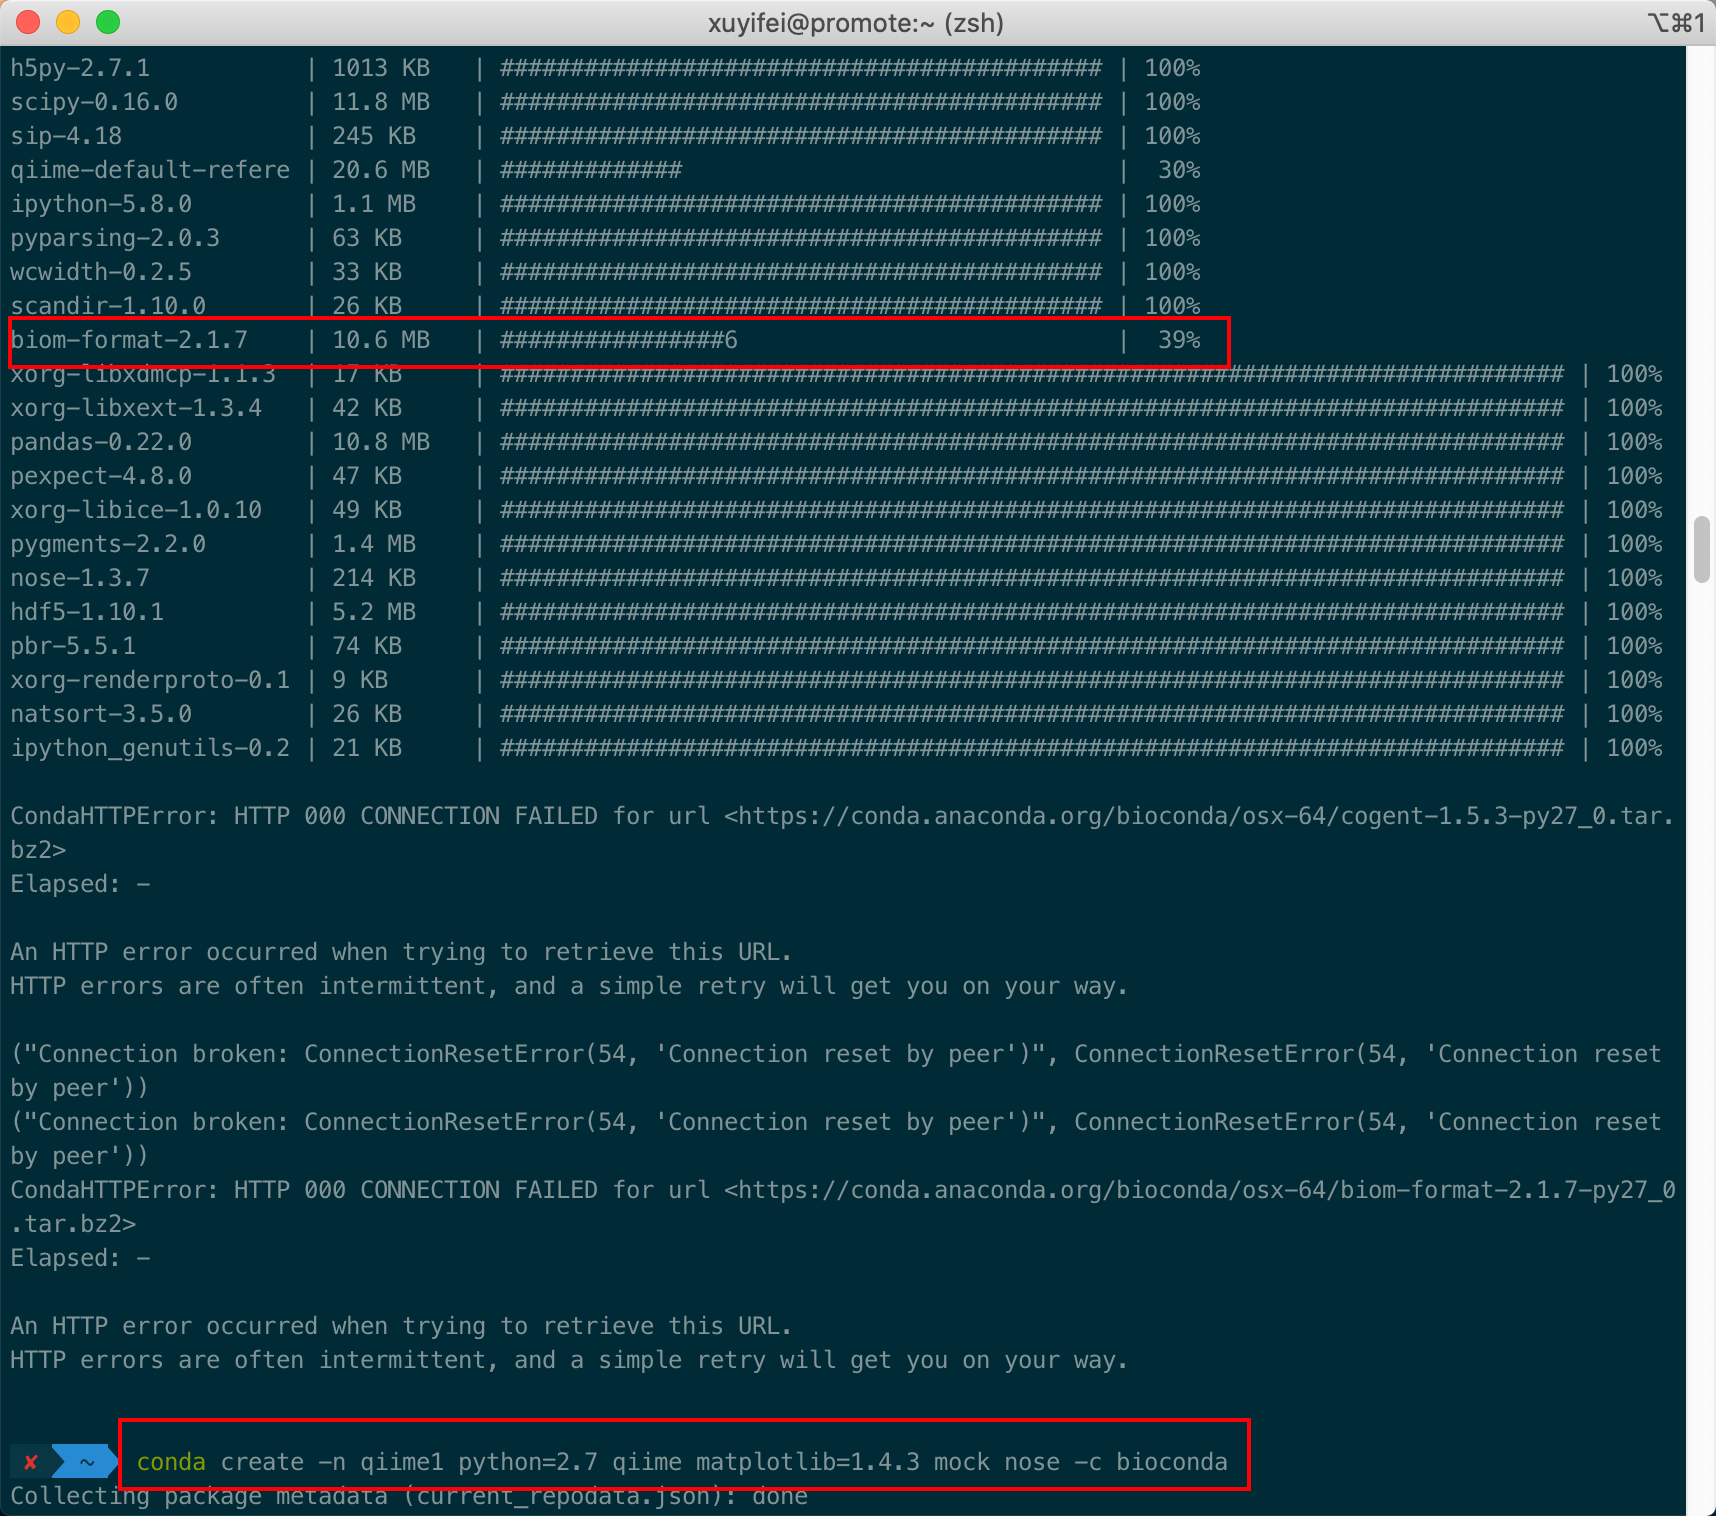 xuyifei@promote:~ (zsh)
⌥⌘1
h5py-2.7.1 | 1013 KB | ########################################### | 100%
scipy-0.16.0 | 11.8 MB | ########################################### | 100%
sip-4.18 | 245 KB | ########################################### | 100%
qiime-default-refere | 20.6 MB | ############# | 30%
ipython-5.8.0 | 1.1 MB | ########################################### | 100%
pyparsing-2.0.3 | 63 KB | ########################################### | 100%
wcwidth-0.2.5 | 33 KB | ########################################### | 100%
scandir-1.10.0 | 26 KB | ########################################### | 100%
biom-format-2.1.7 | 10.6 MB | ################6 | 39%
xorg-libxdmcp-1.1.3 | 17 KB | ############################################################################ | 100%
xorg-libxext-1.3.4 | 42 KB | ############################################################################ | 100%
pandas-0.22.0 | 10.8 MB | ############################################################################ | 100%
pexpect-4.8.0 | 47 KB | ############################################################################ | 100%
xorg-libice-1.0.10 | 49 KB | ############################################################################ | 100%
pygments-2.2.0 | 1.4 MB | ############################################################################ | 100%
nose-1.3.7 | 214 KB | ############################################################################ | 100%
hdf5-1.10.1 | 5.2 MB | ############################################################################ | 100%
pbr-5.5.1 | 74 KB | ############################################################################ | 100%
xorg-renderproto-0.1 | 9 KB | ############################################################################ | 100%
natsort-3.5.0 | 26 KB | ############################################################################ | 100%
ipython_genutils-0.2 | 21 KB | ############################################################################ | 100%
CondaHTTPError: HTTP 000 CONNECTION FAILED for url <https://conda.anaconda.org/bioconda/osx-64/cogent-1.5.3-py27_0.tar.
bz2>
Elapsed: -
An HTTP error occurred when trying to retrieve this URL.
HTTP errors are often intermittent, and a simple retry will get you on your way.
("Connection broken: ConnectionResetError(54, 'Connection reset by peer')", ConnectionResetError(54, 'Connection reset
by peer'))
("Connection broken: ConnectionResetError(54, 'Connection reset by peer')", ConnectionResetError(54, 'Connection reset
by peer'))
CondaHTTPError: HTTP 000 CONNECTION FAILED for url <https://conda.anaconda.org/bioconda/osx-64/biom-format-2.1.7-py27_0
.tar.bz2>
Elapsed: -
An HTTP error occurred when trying to retrieve this URL.
HTTP errors are often intermittent, and a simple retry will get you on your way.
✘ ~ conda create -n qiime1 python=2.7 qiime matplotlib=1.4.3 mock nose -c bioconda
Collecting package metadata (current_repodata.json): done